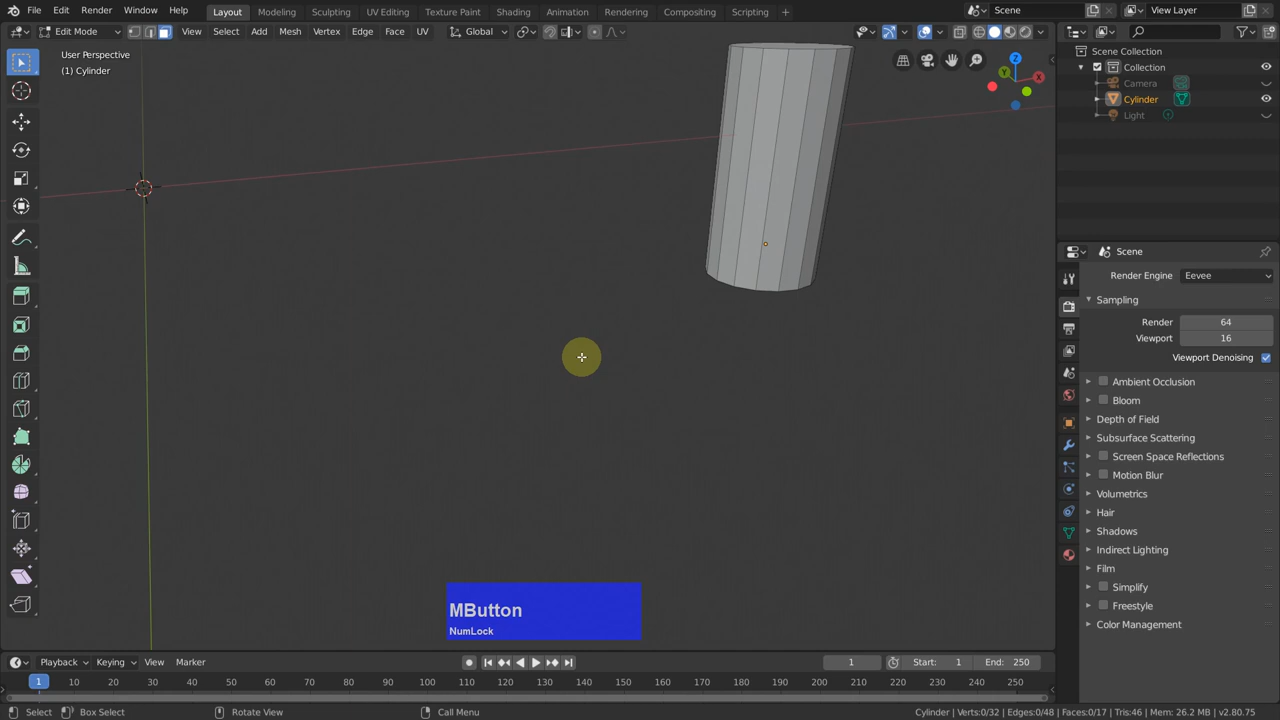 File Edit Render Window Help Layout Modeling Sculpting UV Editing Texture Paint Shading Animation Rendering Compositing Scripting + Scene View Layer
Edit Mode View Select Add Mesh Vertex Edge Face UV Global
User Perspective
(1) Cylinder
Z
X
Y
Scene Collection
Collection
Camera
Cylinder
Light
Scene
Render Engine Eevee
Sampling
Render 64
Viewport 16
Viewport Denoising
Ambient Occlusion
Bloom
Depth of Field
Subsurface Scattering
Screen Space Reflections
Motion Blur
Volumetrics
Hair
Shadows
Indirect Lighting
Film
Simplify
Freestyle
Color Management
MButton
NumLock
Playback Keying View Marker 1 Start: 1 End: 250
1 10 20 30 40 50 60 70 80 90 100 110 120 130 140 150 160 170 180 190 200 210 220 230 240 250
Select Box Select Rotate View Call Menu Cylinder | Verts:0/32 | Edges:0/48 | Faces:0/17 | Tris:46 | Mem: 26.2 MB | v2.80.75